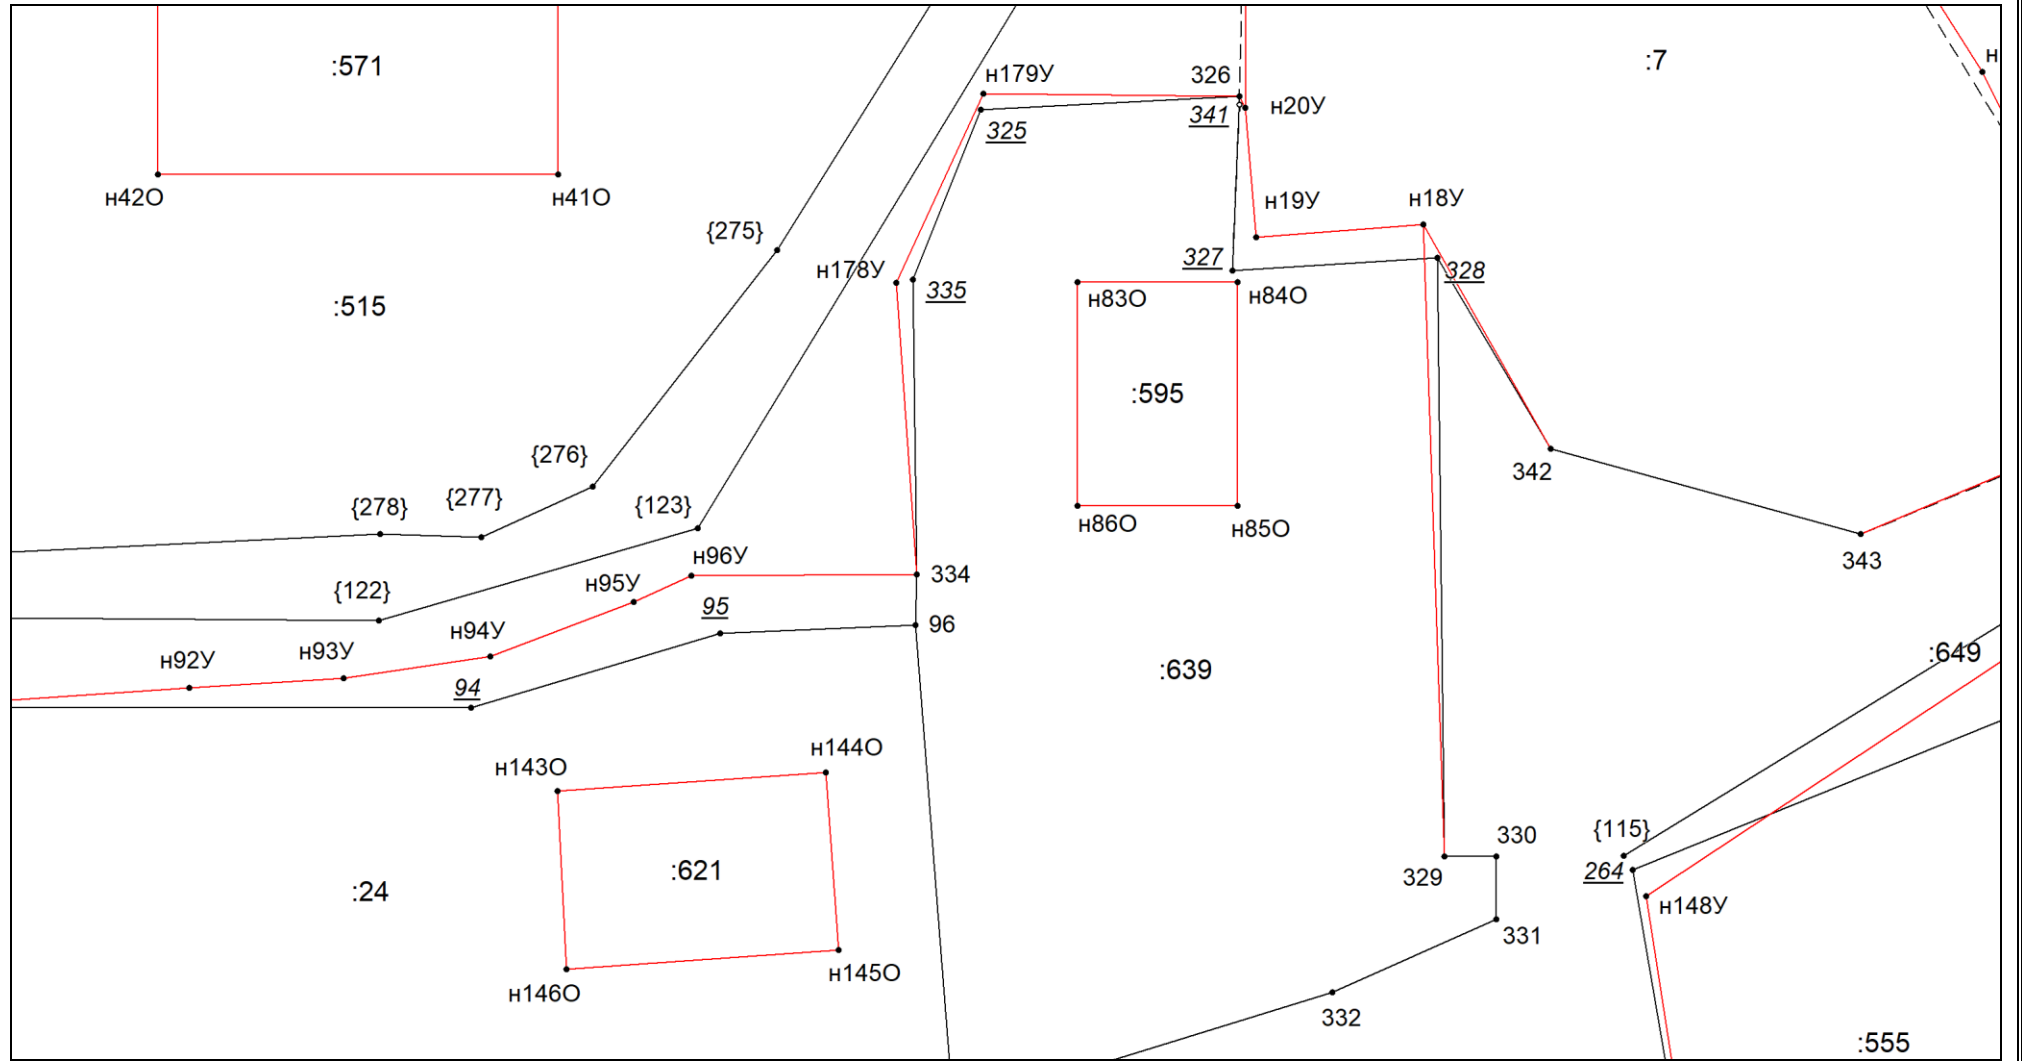 :571
:7
н
н179У
326
н20У
341
325
н42О
н41О
н19У
н18У
{275}
327
328
н178У
335
н83О
н84О
:515
:595
{276}
342
{277}
{278}
{123}
н86О
н85О
343
н96У
334
н95У
{122}
95
96
н94У
н93У
н92У
:649
:639
94
н144О
н143О
{115}
330
:621
264
329
:24
н148У
331
н145О
н146О
332
:555